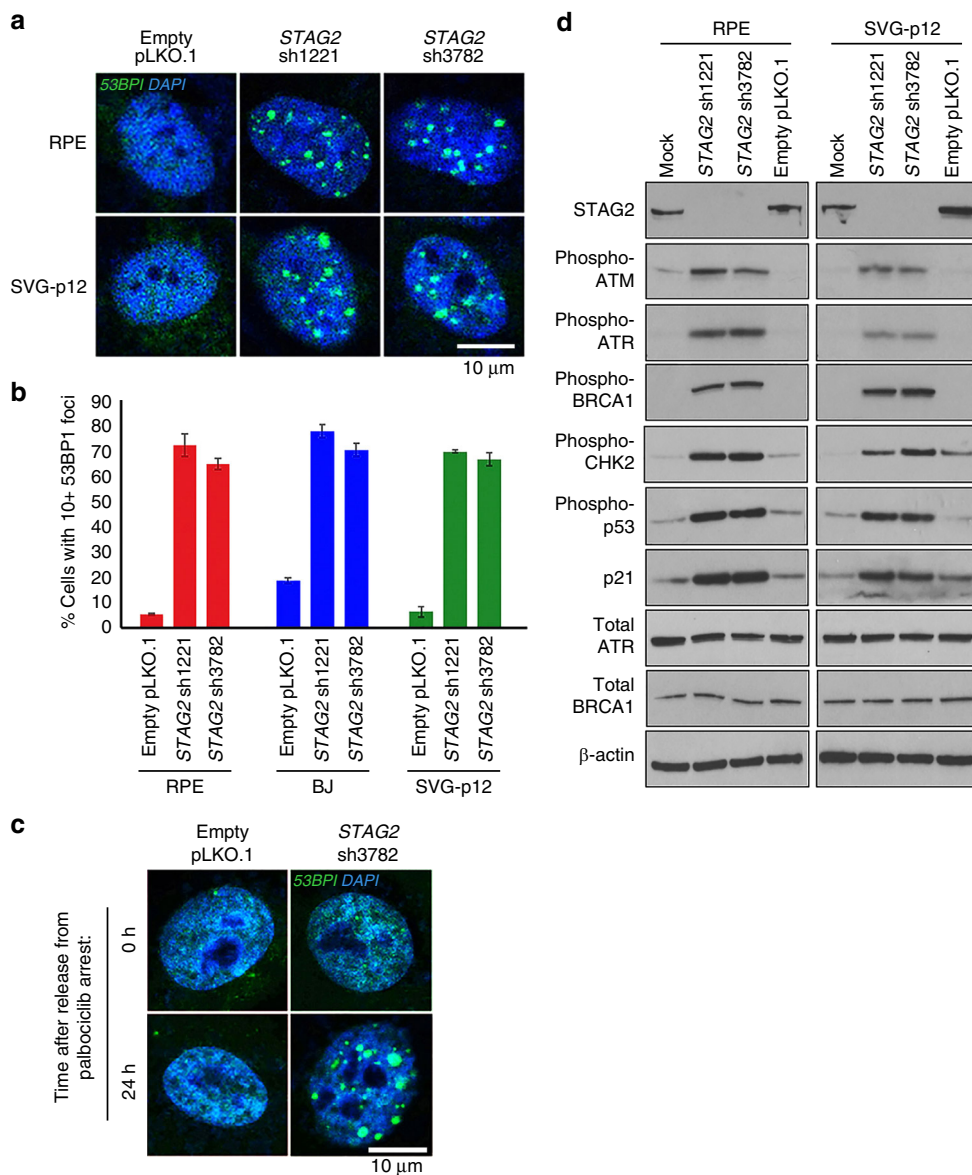 a
Empty
pLKO.1
STAG2
sh1221
STAG2
sh3782
53BPI DAPI
RPE
SVG-p12
10 μm
b
% Cells with 10+ 53BP1 foci
90
80
70
60
50
40
30
20
10
0
Empty pLKO.1
STAG2 sh1221
STAG2 sh3782
Empty pLKO.1
STAG2 sh1221
STAG2 sh3782
Empty pLKO.1
STAG2 sh1221
STAG2 sh3782
RPE
BJ
SVG-p12
c
Empty
pLKO.1
STAG2
sh3782
53BPI DAPI
Time after release from
palbociclib arrest:
0 h
24 h
10 μm
d
RPE
SVG-p12
Mock
STAG2 sh1221
STAG2 sh3782
Empty pLKO.1
Mock
STAG2 sh1221
STAG2 sh3782
Empty pLKO.1
STAG2
Phospho-
ATM
Phospho-
ATR
Phospho-
BRCA1
Phospho-
CHK2
Phospho-
p53
p21
Total
ATR
Total
BRCA1
β-actin